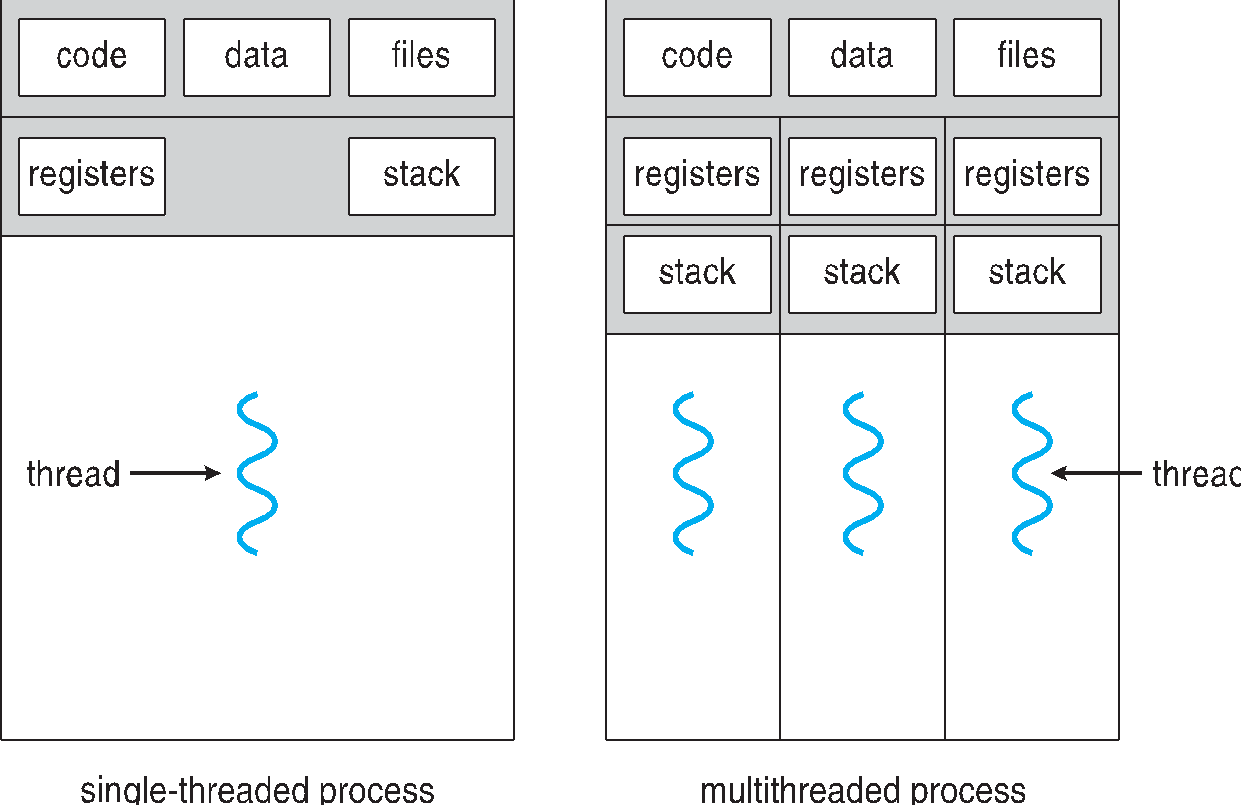 code data files
registers stack
thread
single-threaded process
code data files
registers registers registers
stack stack stack
thread
multithreaded process